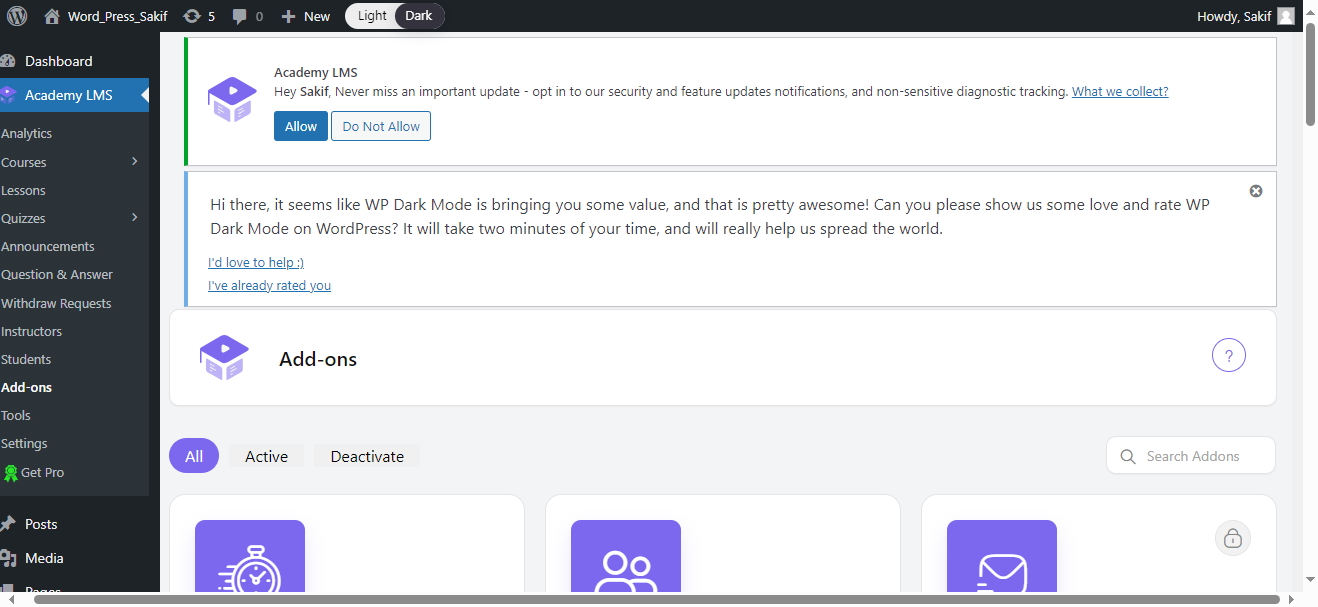 Word_Press_Sakif
5
0
New
Light
Dark
Howdy, Sakif
Dashboard
Academy LMS
Analytics
Courses
Lessons
Quizzes
Announcements
Question & Answer
Withdraw Requests
Instructors
Students
Add-ons
Tools
Settings
Get Pro
Posts
Media
Pages
Academy LMS
Hey Sakif, Never miss an important update - opt in to our security and feature updates notifications, and non-sensitive diagnostic tracking. What we collect?
Allow
Do Not Allow
Hi there, it seems like WP Dark Mode is bringing you some value, and that is pretty awesome! Can you please show us some love and rate WP
Dark Mode on WordPress? It will take two minutes of your time, and will really help us spread the world.
I'd love to help :)
I've already rated you
Add-ons
?
All
Active
Deactivate
Search Addons